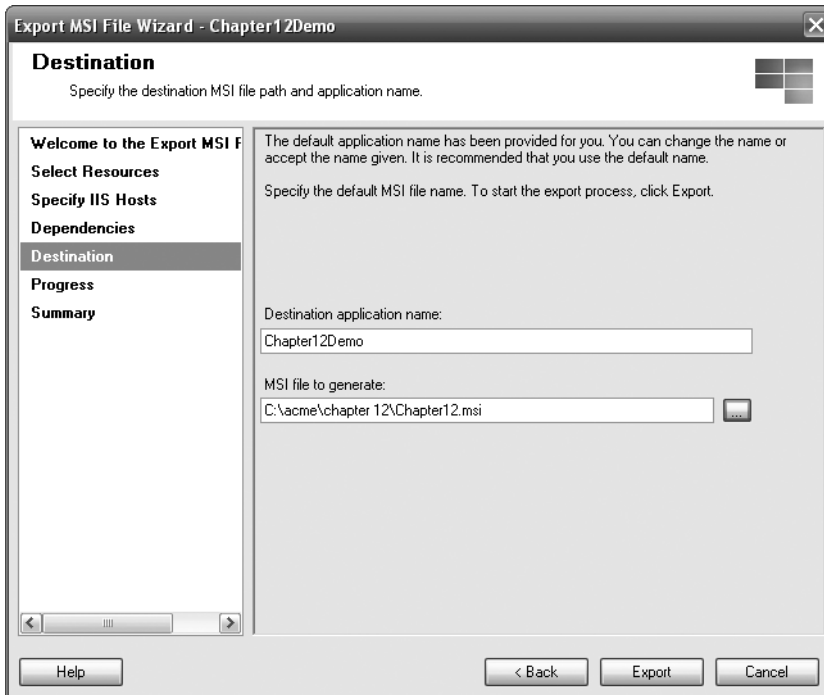 Export MSI File Wizard - Chapter12Demo
Destination
Specify the destination MSI file path and application name.
Welcome to the Export MSI F
Select Resources
Specify IIS Hosts
Dependencies
Destination
Progress
Summary
The default application name has been provided for you. You can change the name or
accept the name given. It is recommended that you use the default name.
Specify the default MSI file name. To start the export process, click Export.
Destination application name:
Chapter12Demo
MSI file to generate:
C:\acme\chapter 12\Chapter12.msi
...
Help
< Back
Export
Cancel